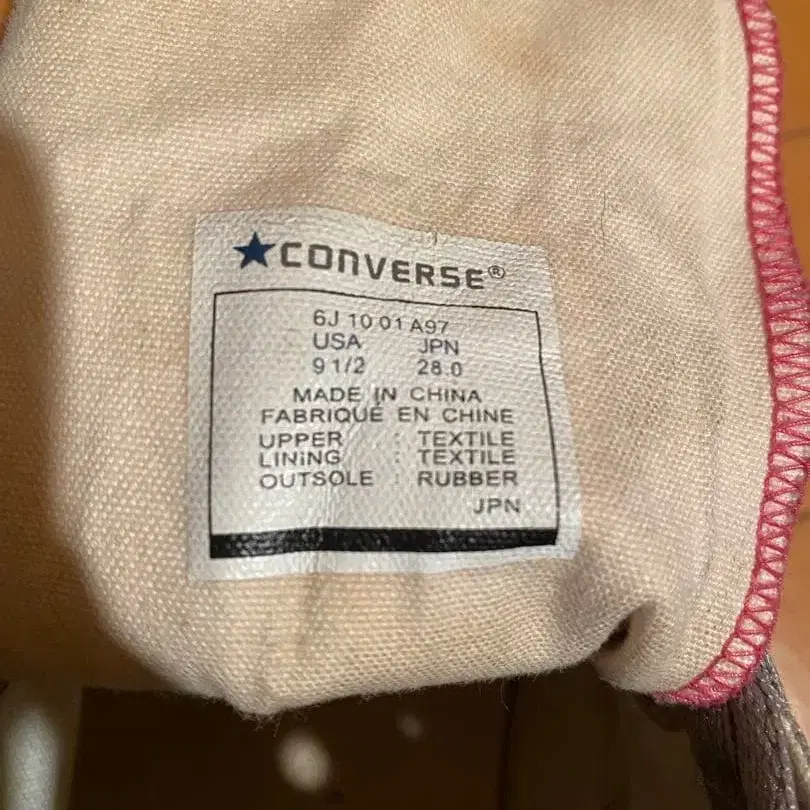 ★CONVERSE®
6J 10 01 A97
USA JPN
9 1/2 28.0
MADE IN CHINA
FABRIQUÉ EN CHINE
UPPER : TEXTILE
LINING : TEXTILE
OUTSOLE : RUBBER
JPN